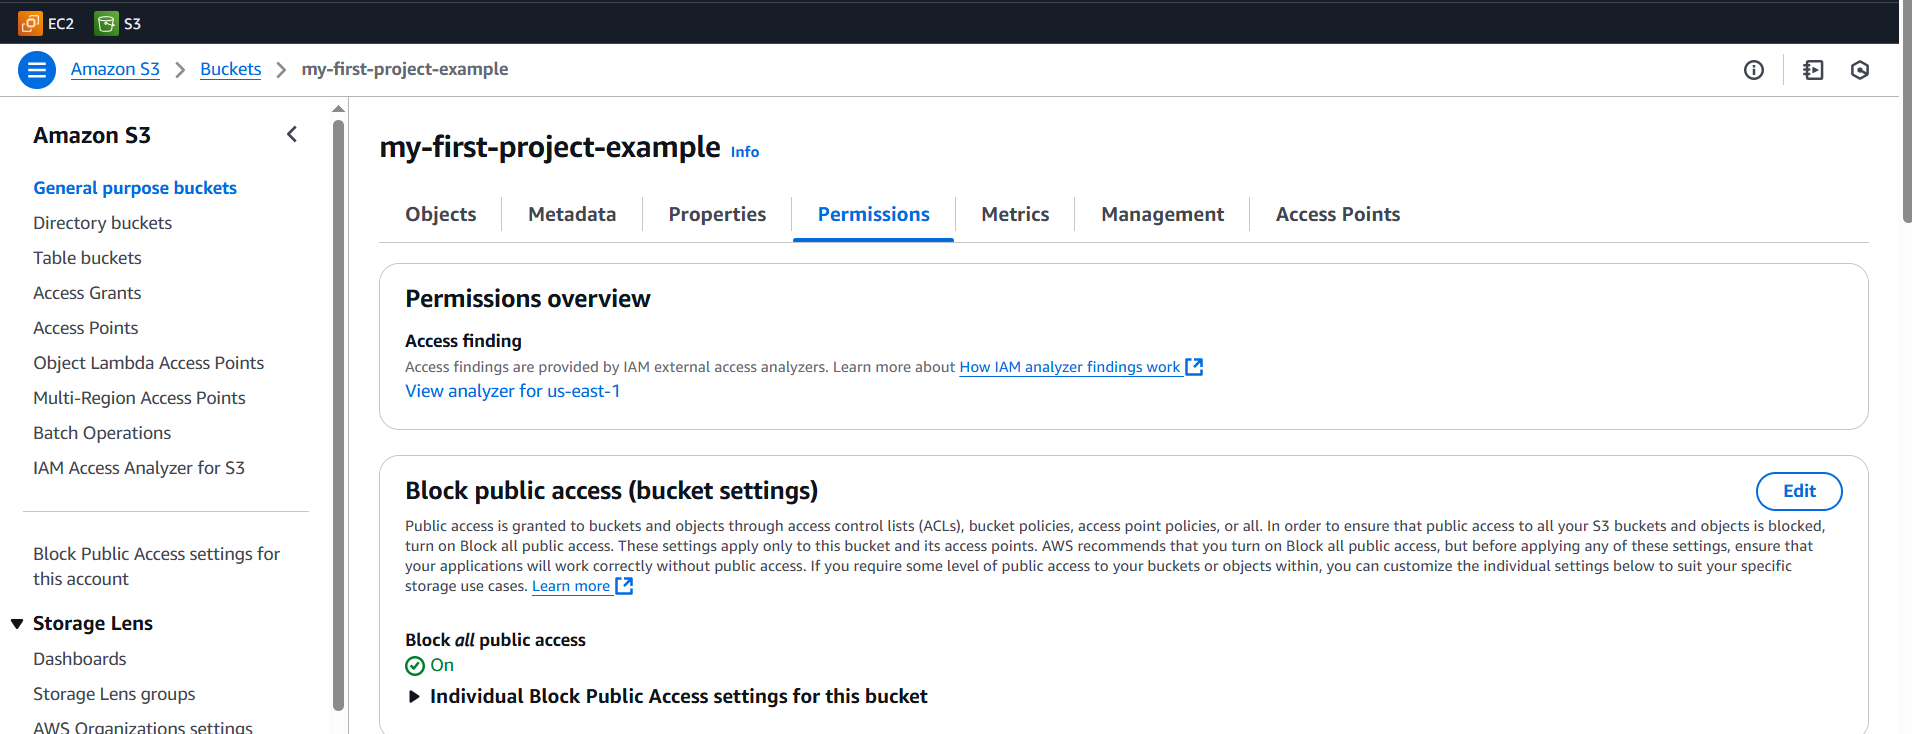 EC2 S3
Amazon S3 > Buckets > my-first-project-example
Amazon S3
General purpose buckets
Directory buckets
Table buckets
Access Grants
Access Points
Object Lambda Access Points
Multi-Region Access Points
Batch Operations
IAM Access Analyzer for S3
Block Public Access settings for
this account
Storage Lens
Dashboards
Storage Lens groups
AWS Organizations settings
my-first-project-example Info
Objects Metadata Properties Permissions Metrics Management Access Points
Permissions overview
Access finding
Access findings are provided by IAM external access analyzers. Learn more about How IAM analyzer findings work
View analyzer for us-east-1
Block public access (bucket settings) Edit
Public access is granted to buckets and objects through access control lists (ACLs), bucket policies, access point policies, or all. In order to ensure that public access to all your S3 buckets and objects is blocked,
turn on Block all public access. These settings apply only to this bucket and its access points. AWS recommends that you turn on Block all public access, but before applying any of these settings, ensure that
your applications will work correctly without public access. If you require some level of public access to your buckets or objects within, you can customize the individual settings below to suit your specific
storage use cases. Learn more
Block all public access
On
Individual Block Public Access settings for this bucket